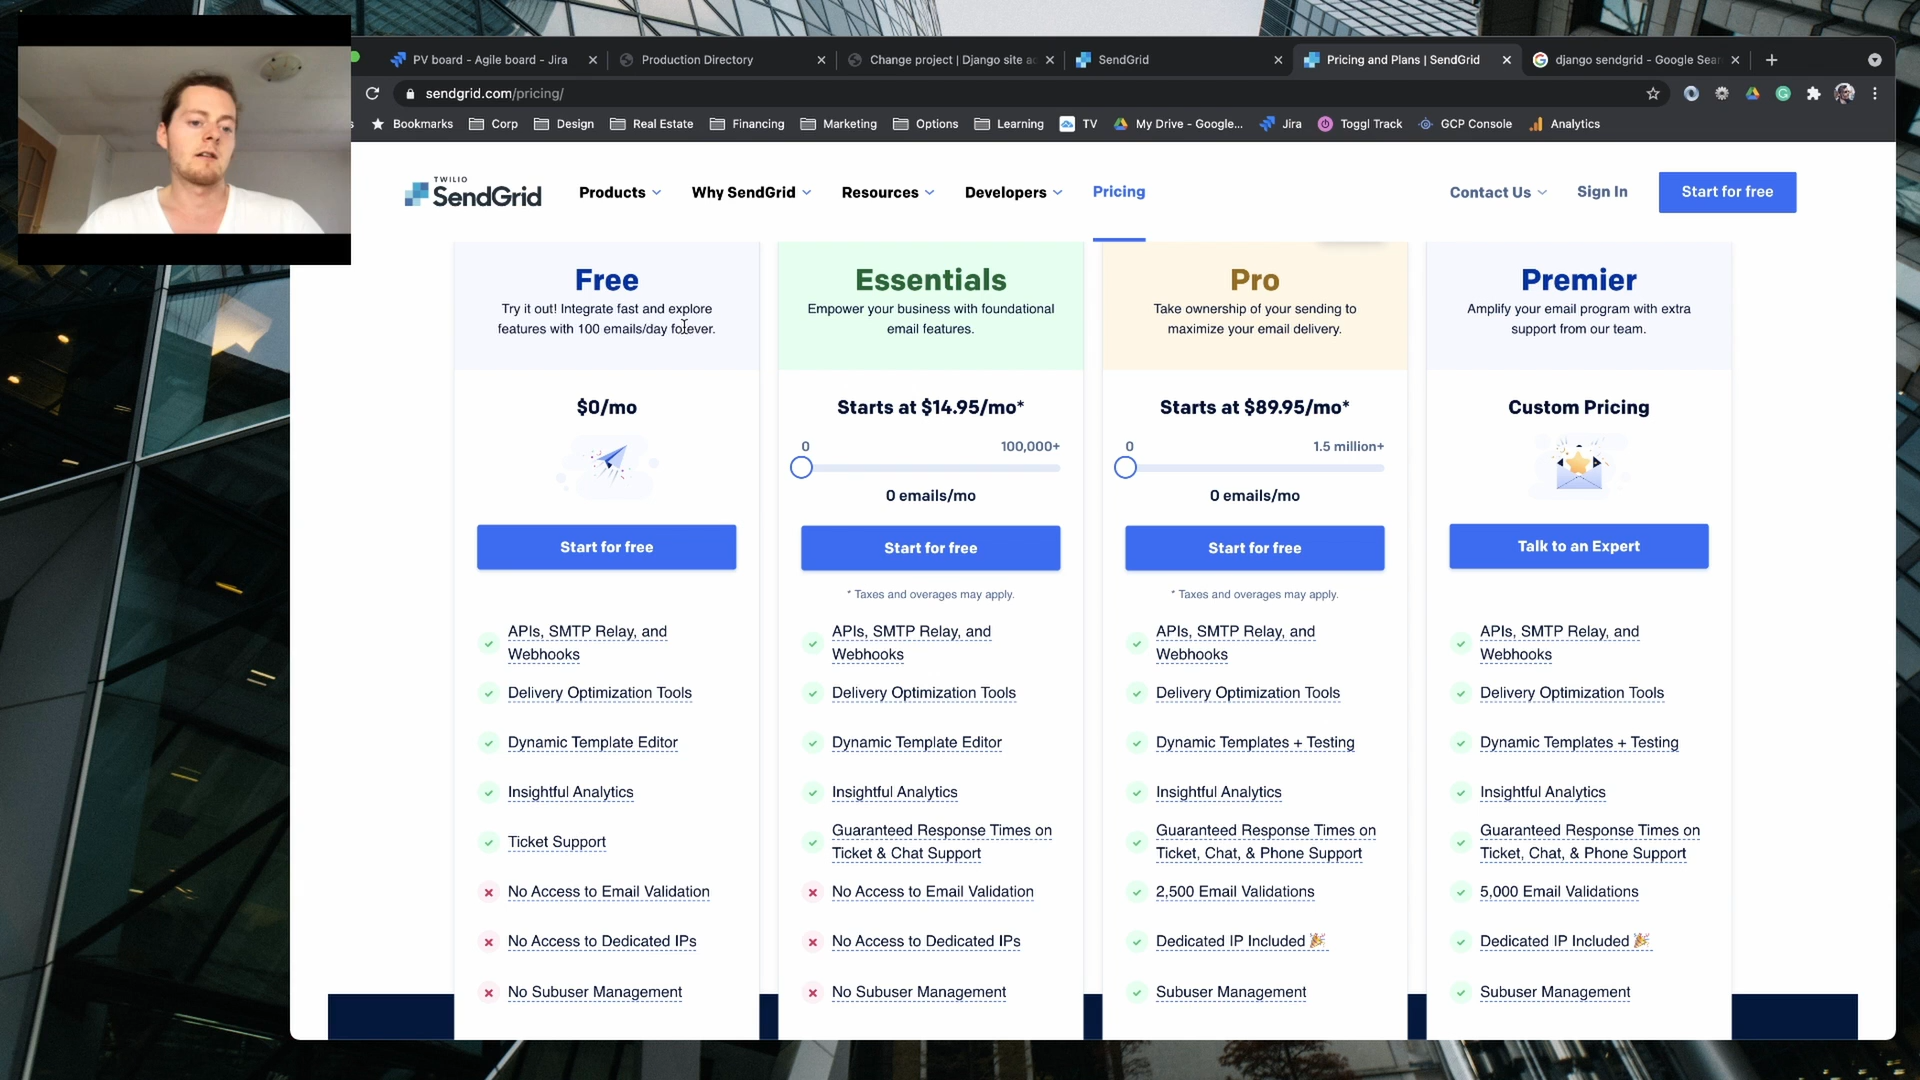 PV board - Agile board - Jira
Production Directory
Change project | Django site a
SendGrid
Pricing and Plans | SendGrid
django sendgrid - Google Sear
sendgrid.com/pricing/
Bookmarks
Corp
Design
Real Estate
Financing
Marketing
Options
Learning
TV
My Drive - Google...
Jira
Toggl Track
GCP Console
Analytics
TWILIO
SendGrid
Products
Why SendGrid
Resources
Developers
Pricing
Contact Us
Sign In
Start for free
Free
Try it out! Integrate fast and explore
features with 100 emails/day forever.
$0/mo
Start for free
APIs, SMTP Relay, and
Webhooks
Delivery Optimization Tools
Dynamic Template Editor
Insightful Analytics
Ticket Support
No Access to Email Validation
No Access to Dedicated IPs
No Subuser Management
Essentials
Empower your business with foundational
email features.
Starts at $14.95/mo*
0
100,000+
0 emails/mo
Start for free
* Taxes and overages may apply.
APIs, SMTP Relay, and
Webhooks
Delivery Optimization Tools
Dynamic Template Editor
Insightful Analytics
Guaranteed Response Times on
Ticket & Chat Support
No Access to Email Validation
No Access to Dedicated IPs
No Subuser Management
Pro
Take ownership of your sending to
maximize your email delivery.
Starts at $89.95/mo*
0
1.5 million+
0 emails/mo
Start for free
* Taxes and overages may apply.
APIs, SMTP Relay, and
Webhooks
Delivery Optimization Tools
Dynamic Templates + Testing
Insightful Analytics
Guaranteed Response Times on
Ticket, Chat, & Phone Support
2,500 Email Validations
Dedicated IP Included 🎉
Subuser Management
Premier
Amplify your email program with extra
support from our team.
Custom Pricing
Talk to an Expert
APIs, SMTP Relay, and
Webhooks
Delivery Optimization Tools
Dynamic Templates + Testing
Insightful Analytics
Guaranteed Response Times on
Ticket, Chat, & Phone Support
5,000 Email Validations
Dedicated IP Included 🎉
Subuser Management